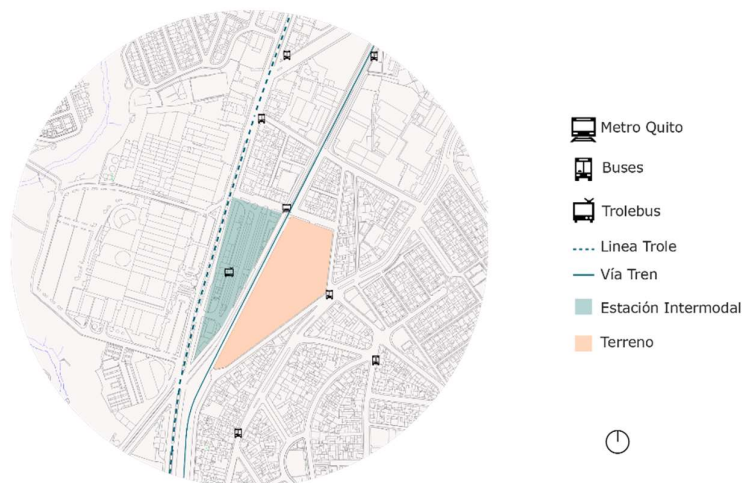 Metro Quito
Buses
Trolebus
Linea Trole
Vía Tren
Estación Intermodal
Terreno